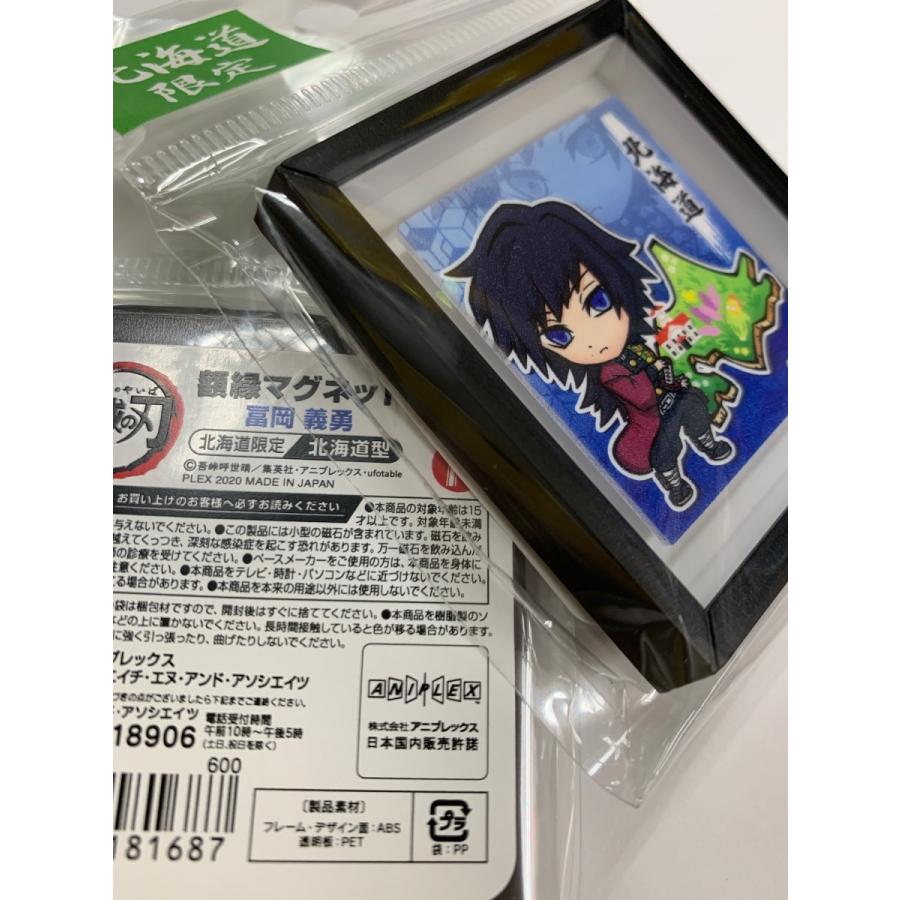 北海道
限定
北海道
のやいば
の刃
額縁マグネット
冨岡 義勇
北海道限定 北海道型
©吾峠呼世晴／集英社・アニプレックス・ufotable
PLEX 2020 MADE IN JAPAN
お買い上げのお客様へ必ずお読みください
●本商品の対象年齢は15
才以上です。対象年齢未満
与えないでください。●この製品には小型の磁石が含まれています。磁石を飲み
越えてくっつき、深刻な感染症を起こす恐れがあります。万一磁石を飲み込んだ
の診療を受けてください。●ペースメーカーをご使用の方は、本商品を身体に
注意ください。●本商品をテレビ・時計・パソコンなどに近づけないでください。
る場合があります。●本商品を本来の用途以外には使用しないでください。
袋は梱包材ですので、開封後はすぐに捨ててください。●本商品を樹脂製のソ
どの上に置かないでください。長時間接触していると色が移る場合があります。
に強く引っ張ったり、曲げたりしないでください。
プレックス
エイチ・エヌ・アンド・アソシエイツ
づきの点がございましたら下記までご連絡ください。
・アソシエイツ 電話受付時間
18906 午前10時～午後5時
(土日、祝日を除く)
600
181687
ANIPLEX
株式会社 アニプレックス
日本国内販売許諾
〔製品素材〕
フレーム・デザイン面:ABS
透明板:PET
プラ
袋:PP